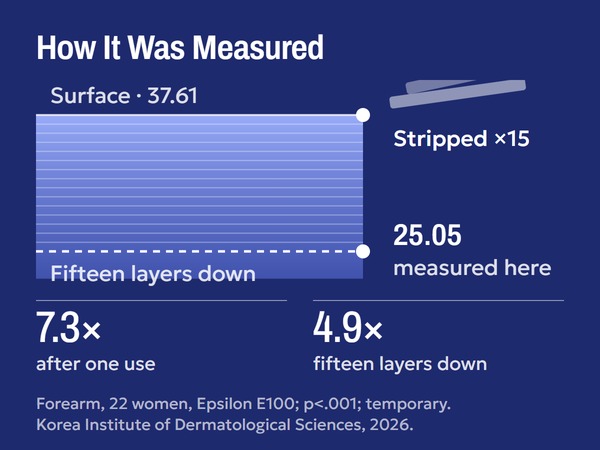 How It Was Measured
Surface · 37.61
Stripped ×15
25.05
measured here
Fifteen layers down
7.3×
after one use
4.9×
fifteen layers down
Forearm, 22 women, Epsilon E100; p<.001; temporary.
Korea Institute of Dermatological Sciences, 2026.